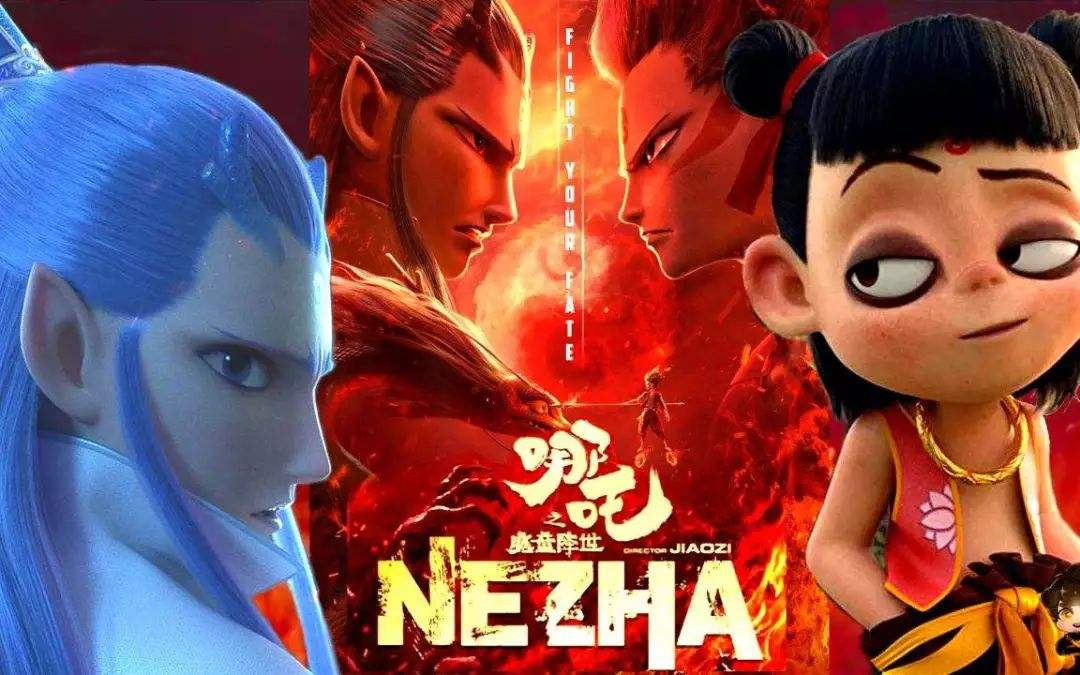 FIGHT YOUR FATE
哪吒
之
魔童降世
DIRECTOR JIAOZI
NEZHA